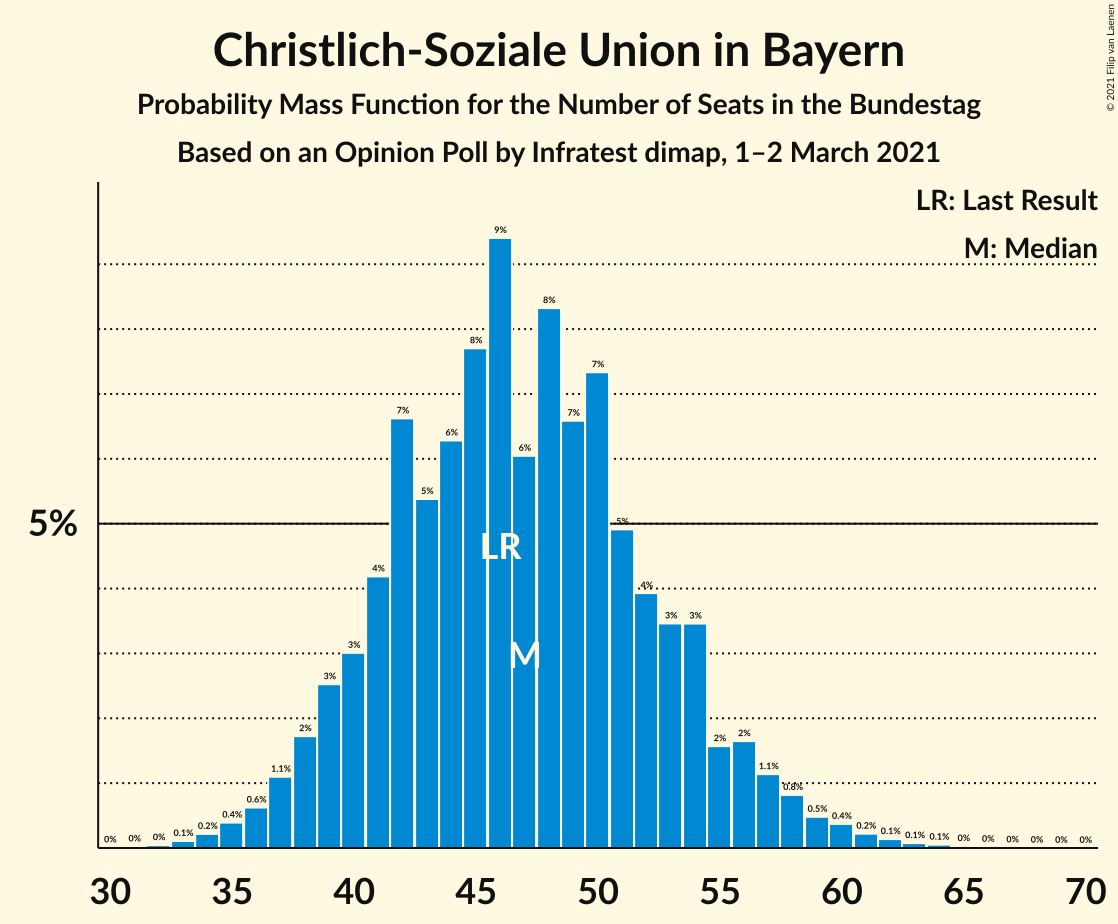 Christlich-Soziale Union in Bayern
Probability Mass Function for the Number of Seats in the Bundestag
Based on an Opinion Poll by Infratest dimap, 1–2 March 2021
© 2021 Filip van Laenen
LR: Last Result
M: Median
5%
0% 0% 0% 0.1% 0.2% 0.4% 0.6% 1.1% 2% 3% 3% 4% 7% 5% 6% 8% 9% 6% 8% 7% 7% 5% 4% 3% 3% 2% 2% 1.1% 0.8% 0.5% 0.4% 0.2% 0.1% 0.1% 0.1% 0% 0% 0% 0% 0% 0%
LR
M
30 35 40 45 50 55 60 65 70